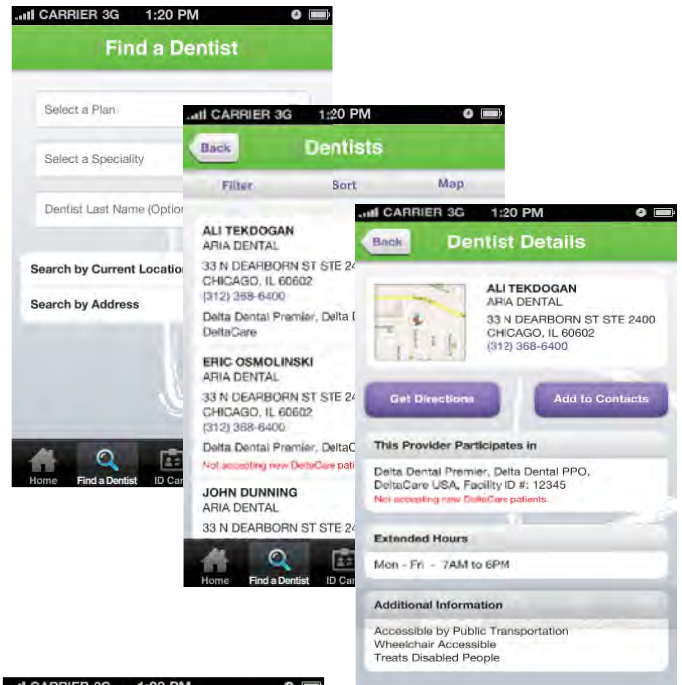 CARRIER 3G 1:20 PM
Find a Dentist
Select a Plan
Select a Speciality
Dentist Last Name
Search by Current
Search by Address
Home Find a Dentist ID
CARRIER 3G 1:20 PM
Back Dentists
Filter Sort Map
ALI TEKDOGAN
ARIA DENTAL
33 N DEARBORN ST STE
CHICAGO, IL 60602
(312) 368-6400
Delta Dental Premier, Delta
DeltaCare
ERIC OSMOLINSKI
ARIA DENTAL
33 N DEARBORN ST STE
CHICAGO, IL 60602
(312) 368-6400
Delta Dental Premier,
Not accepting new DeltaCare
JOHN DUNNING
ARIA DENTAL
33 N DEARBORN ST STE
Home Find a Dentist ID
CARRIER 3G 1:20 PM
Back Dentist Details
ALI TEKDOGAN
ARIA DENTAL
33 N DEARBORN ST STE 2400
CHICAGO, IL 60602
(312) 368-6400
Get Directions Add to Contacts
This Provider Participates in
Delta Dental Premier, Delta Dental PPO,
DeltaCare USA, Facility ID #: 12345
Not accepting new DeltaCare patients.
Extended Hours
Mon - Fri - 7AM to 6PM
Additional Information
Accessible by Public Transportation
Wheelchair Accessible
Treats Disabled People